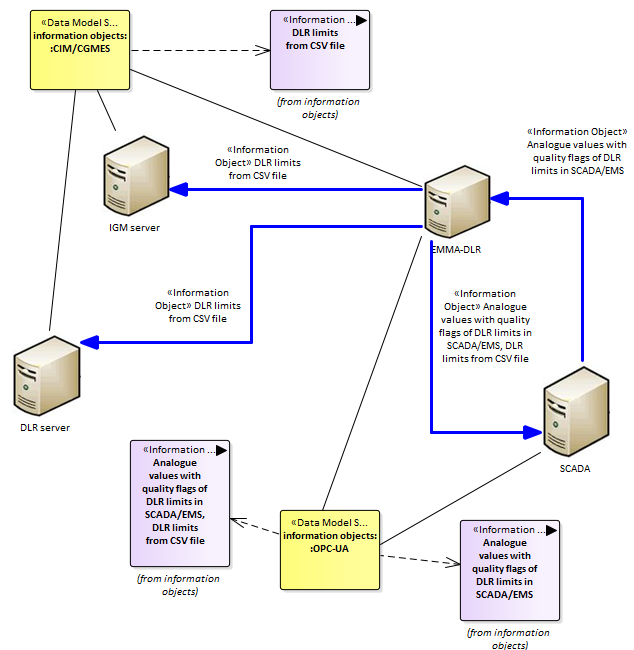 «Data Model S...
information objects:
:CIM/CGMES
«Information ...
DLR limits
from CSV file
(from information
objects)
«Information Object»
Analogue values with
quality flags of DLR
limits in SCADA/EMS
«Information
Object» DLR limits
from CSV file
IGM server
EMMA-DLR
«Information
Object» DLR limits
from CSV file
«Information
Object» Analogue
values with quality
flags of DLR limits in
SCADA/EMS, DLR
limits from CSV file
DLR server
SCADA
«Information ...
Analogue
values with
quality flags of
DLR limits in
SCADA/EMS,
DLR limits
from CSV file
(from information
objects)
«Data Model S...
information objects:
:OPC-UA
«Information ...
Analogue
values with
quality flags of
DLR limits in
SCADA/EMS
(from information
objects)